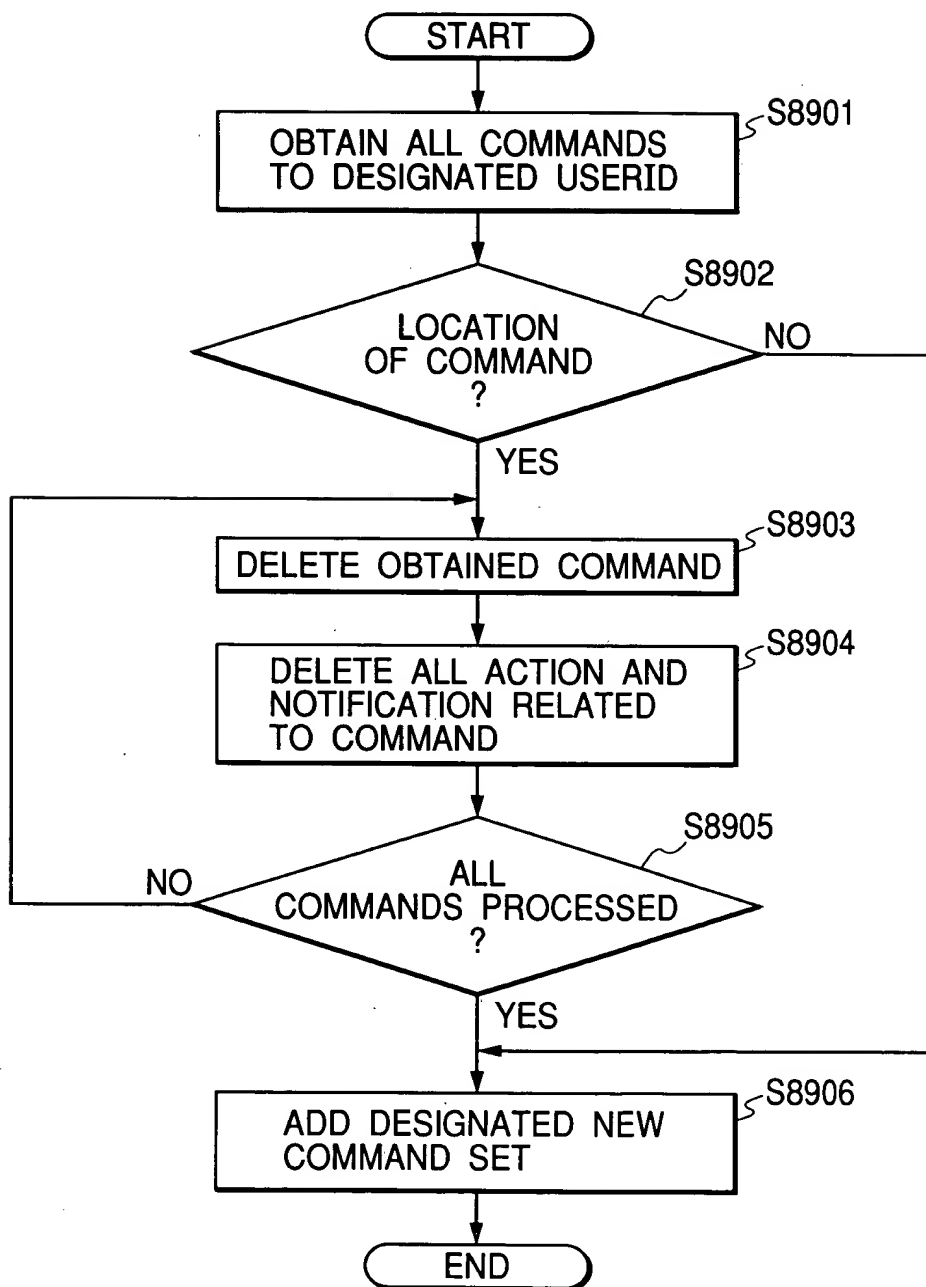 START
S8901
OBTAIN ALL COMMANDS
TO DESIGNATED USERID
S8902
LOCATION
OF COMMAND
?
NO
YES
S8903
DELETE OBTAINED COMMAND
S8904
DELETE ALL ACTION AND
NOTIFICATION RELATED
TO COMMAND
S8905
ALL
COMMANDS PROCESSED
?
NO
YES
S8906
ADD DESIGNATED NEW
COMMAND SET
END